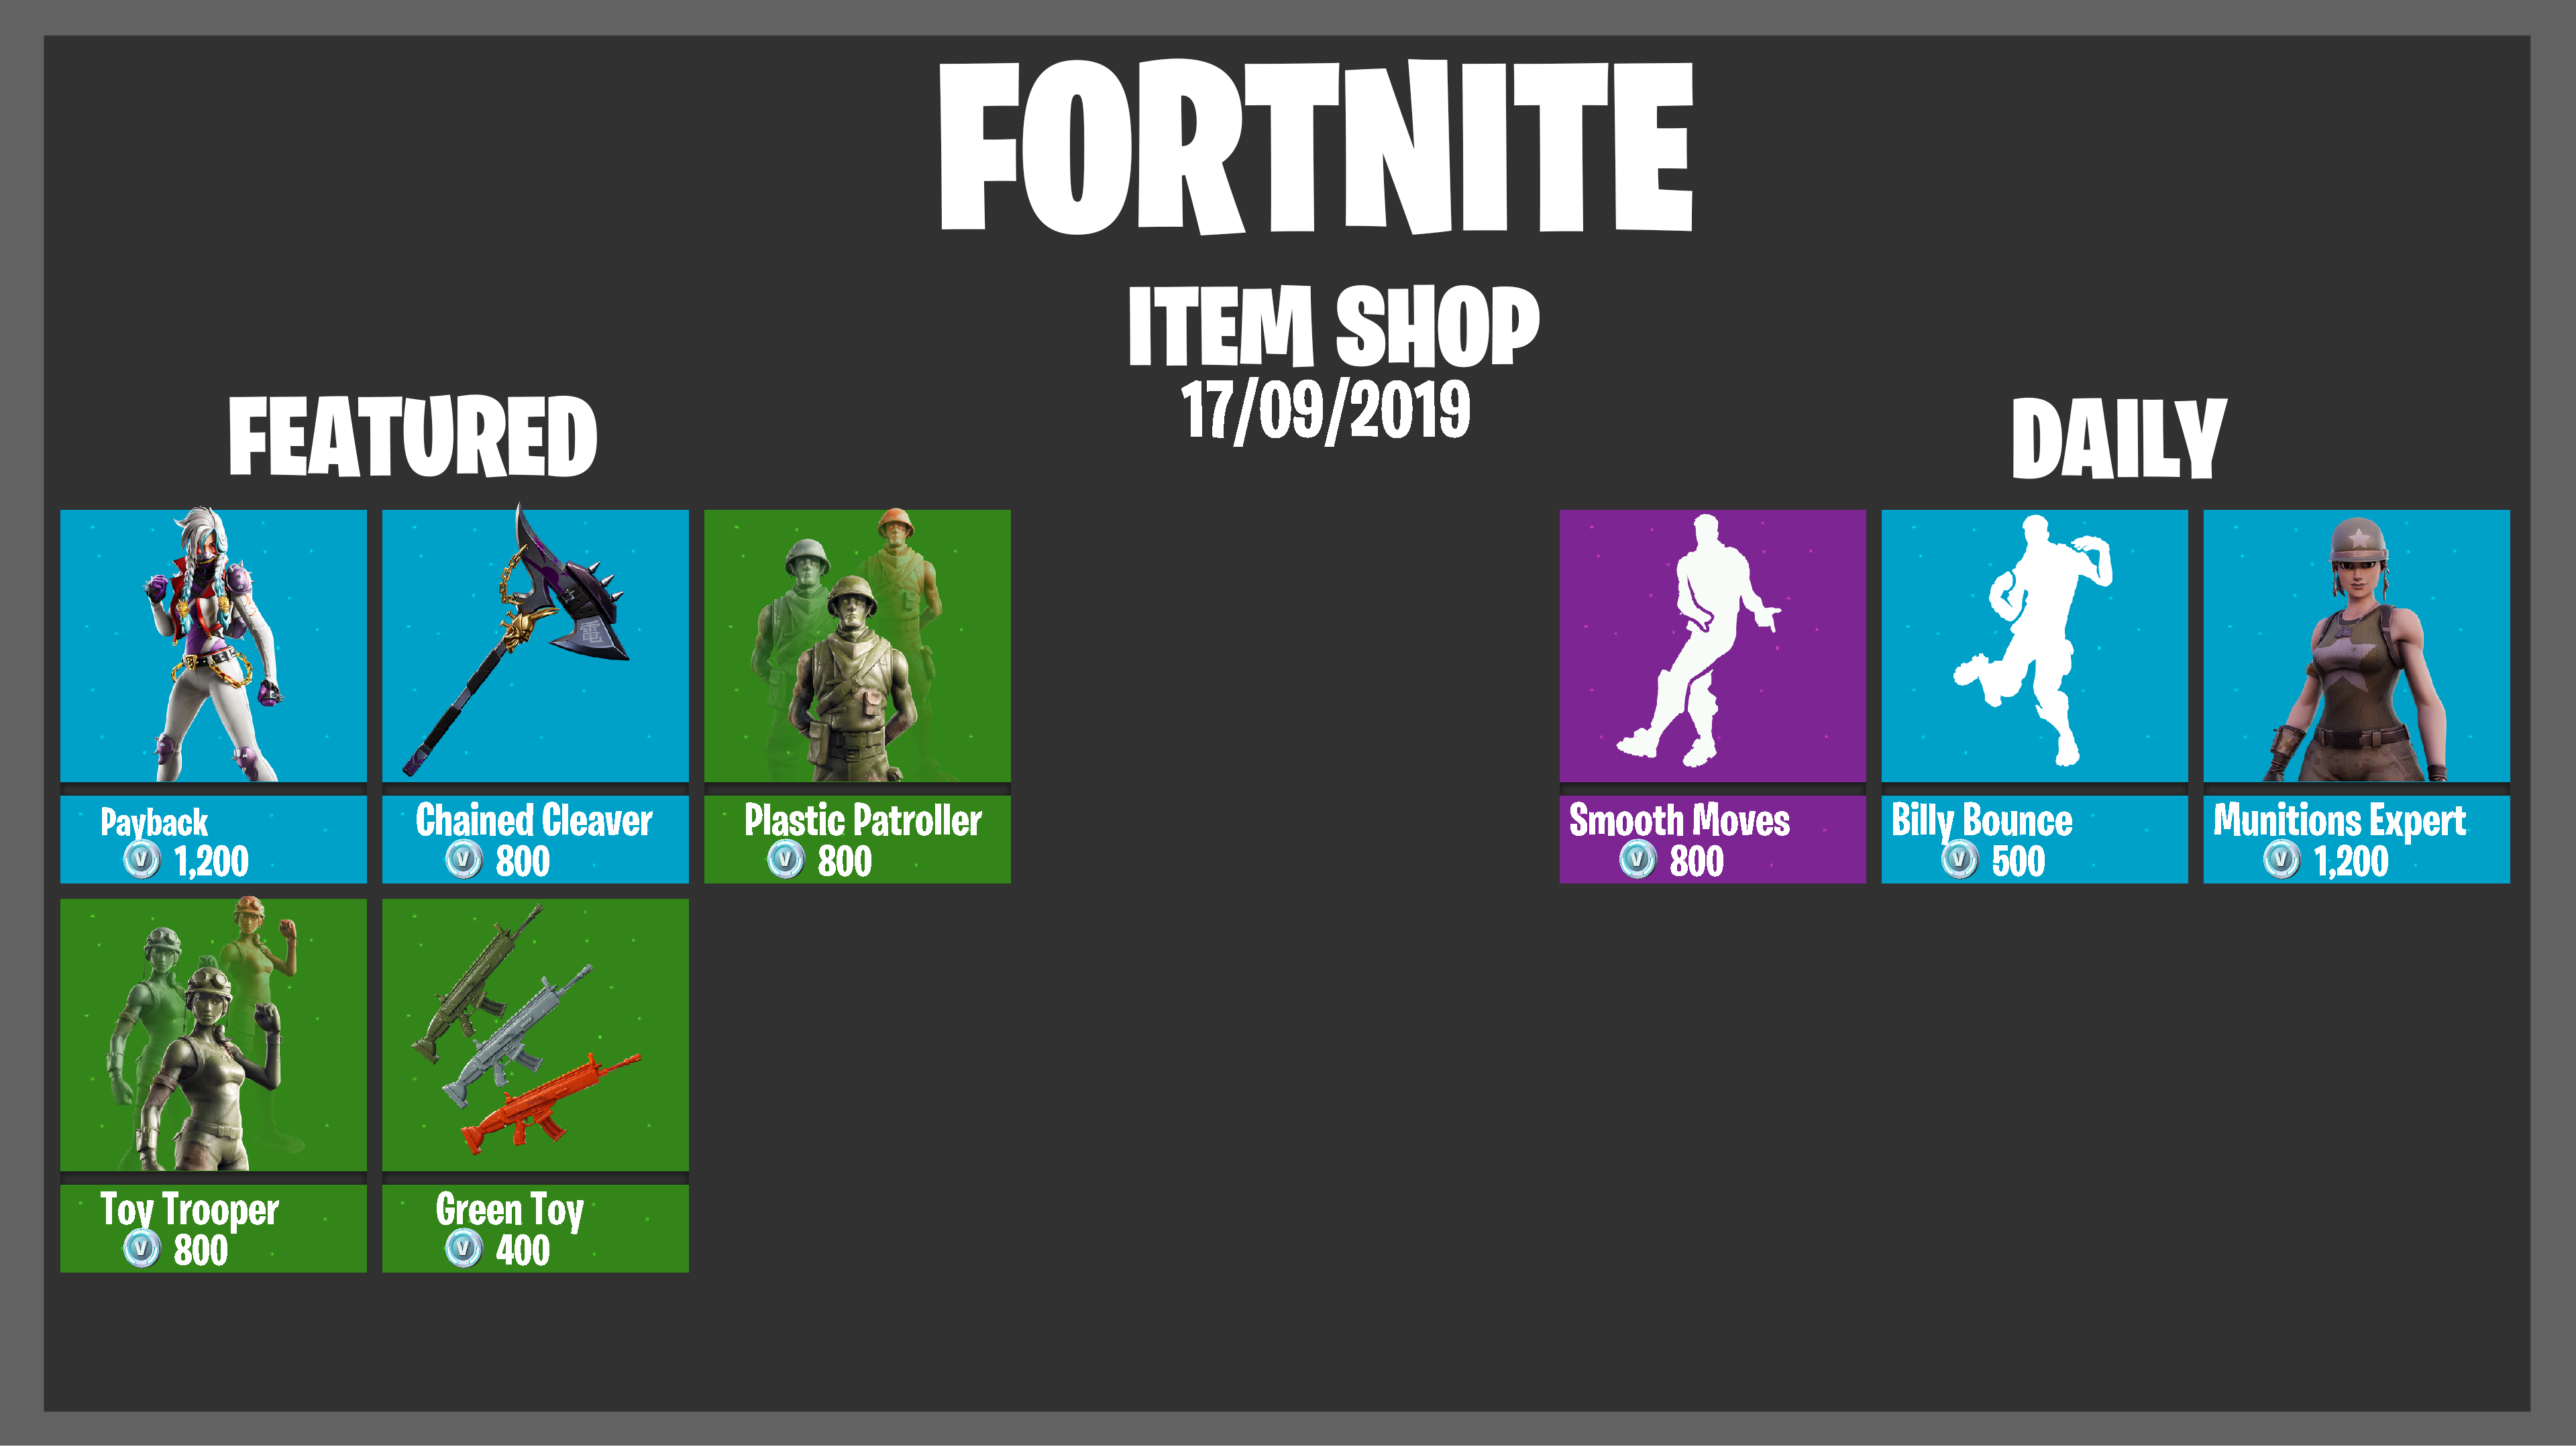 FORTNITE
ITEM SHOP
17/09/2019
FEATURED
Payback
V 1,200
Chained Cleaver
V 800
電
Plastic Patroller
V 800
Toy Trooper
V 800
Green Toy
V 400
DAILY
Smooth Moves
V 800
Billy Bounce
V 500
Munitions Expert
V 1,200